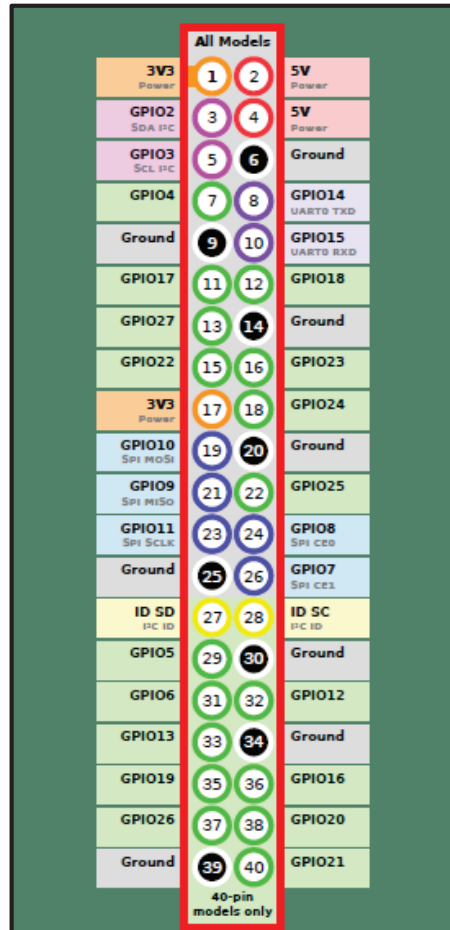 All Models
3V3 1 2 5V
Power Power
GPIO2 3 4 5V
SDA I²C Power
GPIO3 5 6 Ground
SCL I²C
GPIO4 7 8 GPIO14
UART0 TXD
Ground 9 10 GPIO15
UART0 RXD
GPIO17 11 12 GPIO18
GPIO27 13 14 Ground
GPIO22 15 16 GPIO23
3V3 17 18 GPIO24
Power
GPIO10 19 20 Ground
SPI MOSI
GPIO9 21 22 GPIO25
SPI MISO
GPIO11 23 24 GPIO8
SPI SCLK SPI CE0
Ground 25 26 GPIO7
SPI CE1
ID SD 27 28 ID SC
I²C ID I²C ID
GPIO5 29 30 Ground
GPIO6 31 32 GPIO12
GPIO13 33 34 Ground
GPIO19 35 36 GPIO16
GPIO26 37 38 GPIO20
Ground 39 40 GPIO21
40-pin
models only